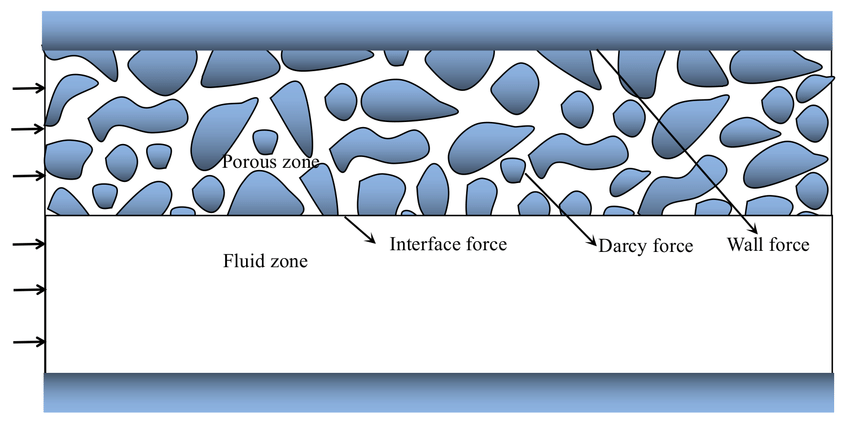 Porous zone
Interface force
Darcy force
Wall force
Fluid zone